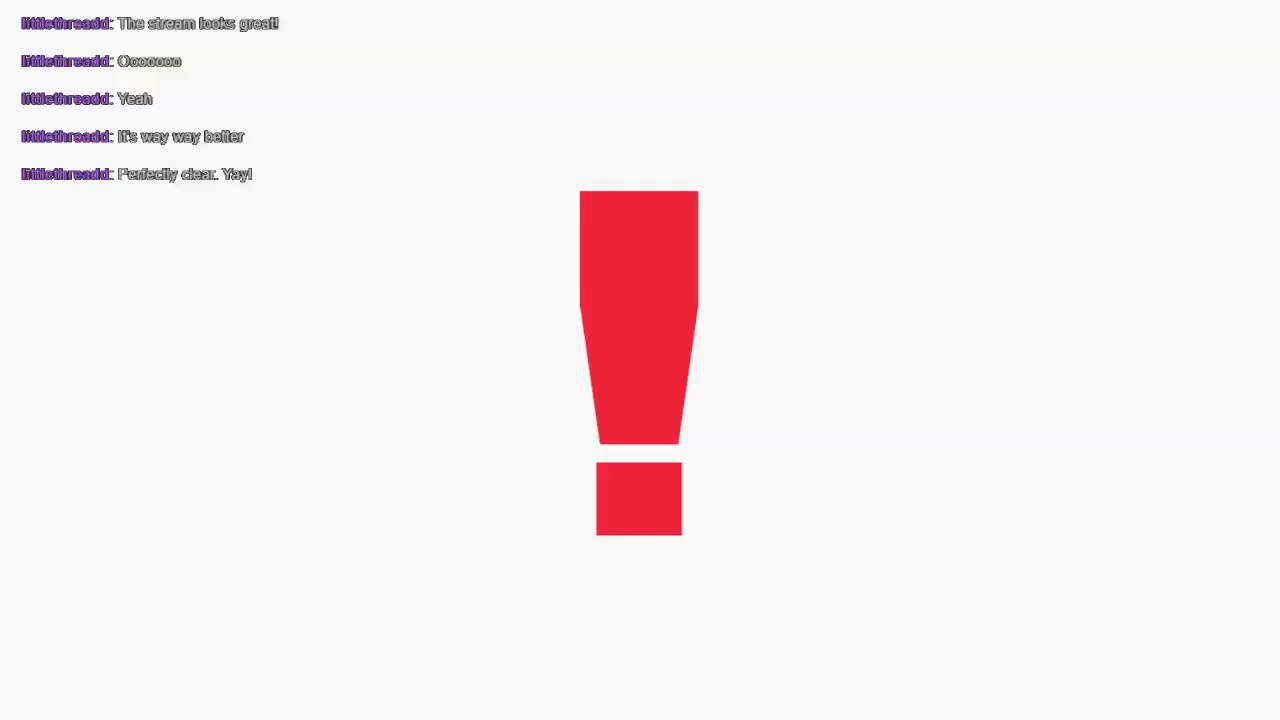 littlethreadd: The stream looks great!
littlethreadd: Ooooooo
littlethreadd: Yeah
littlethreadd: It's way way better
littlethreadd: Perfectly clear. Yay!
!